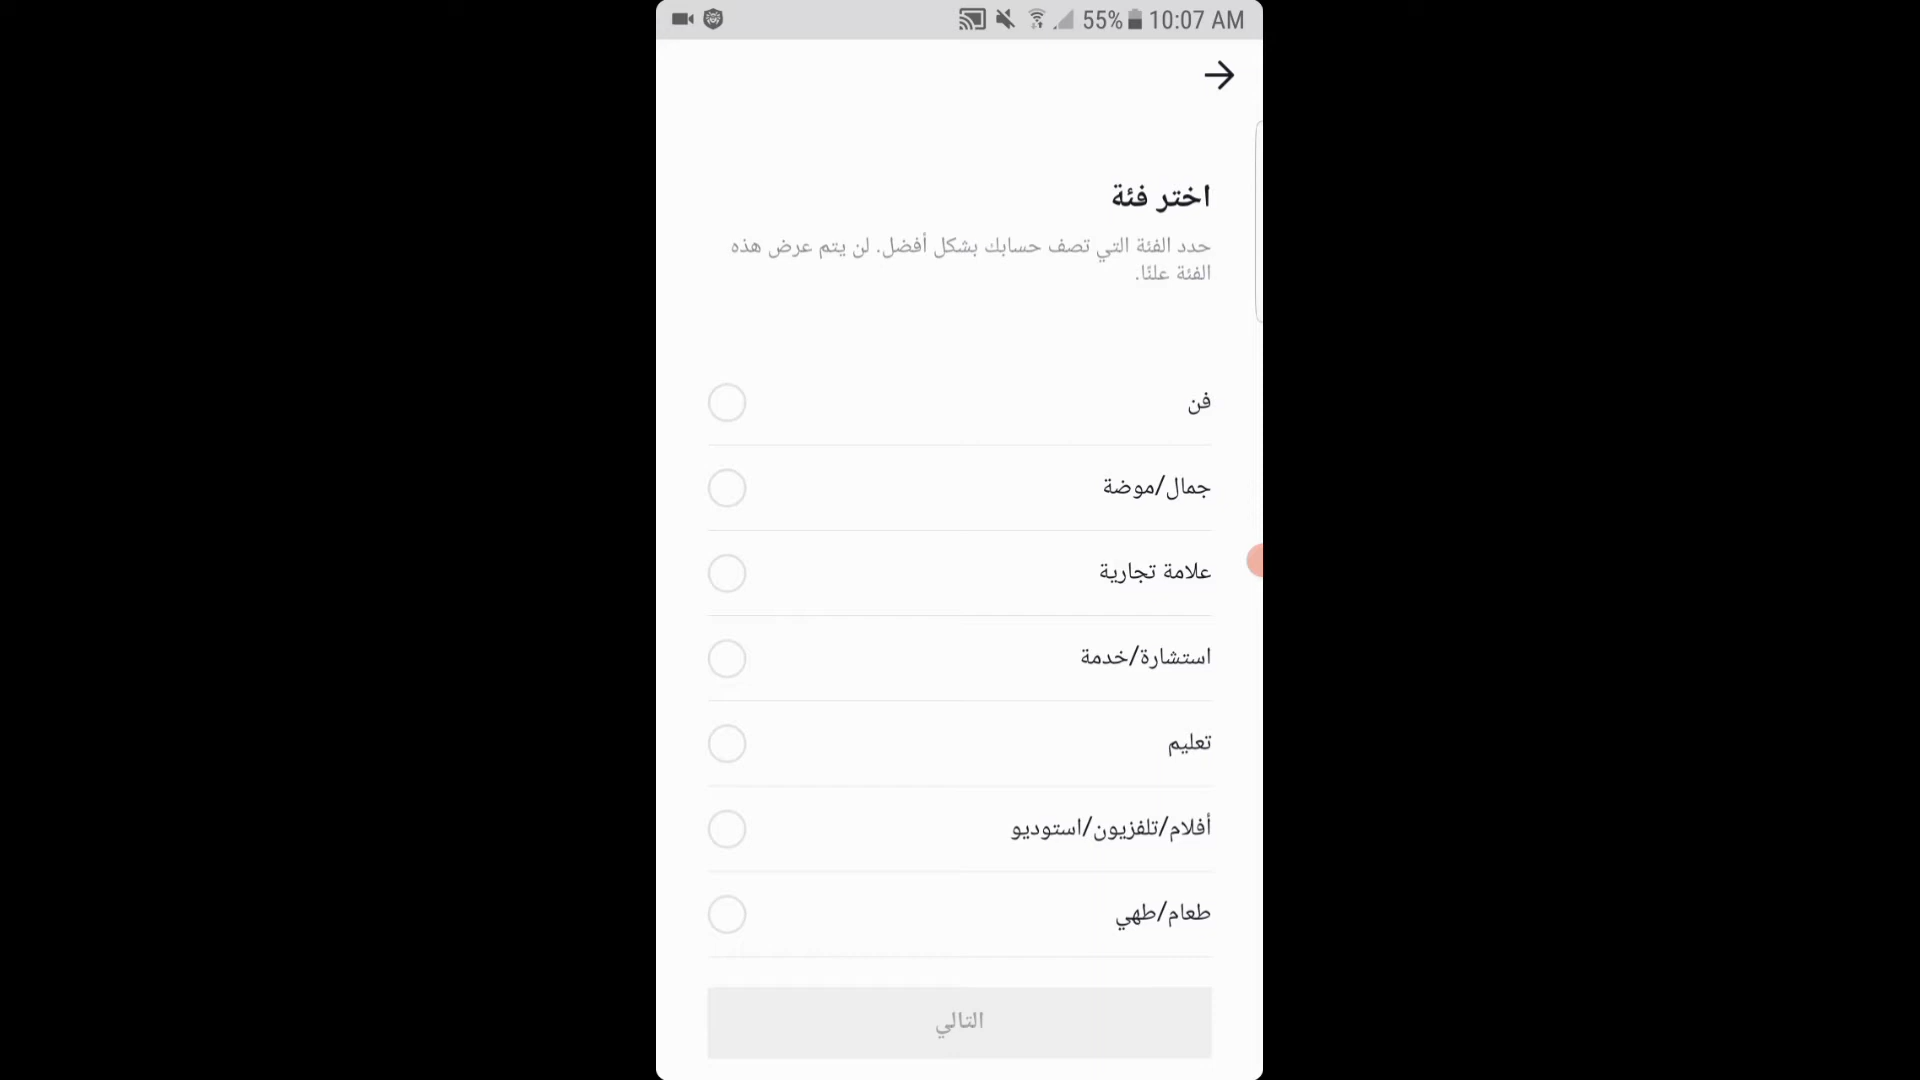 55% 10:07 AM
اختر فئة
حدد الفئة التي تصف حسابك بشكل أفضل. لن يتم عرض هذه
الفئة علنًا.
فن
جمال/موضة
علامة تجارية
استشارة/خدمة
تعليم
أفلام/تلفزيون/استوديو
طعام/طهي
التالي